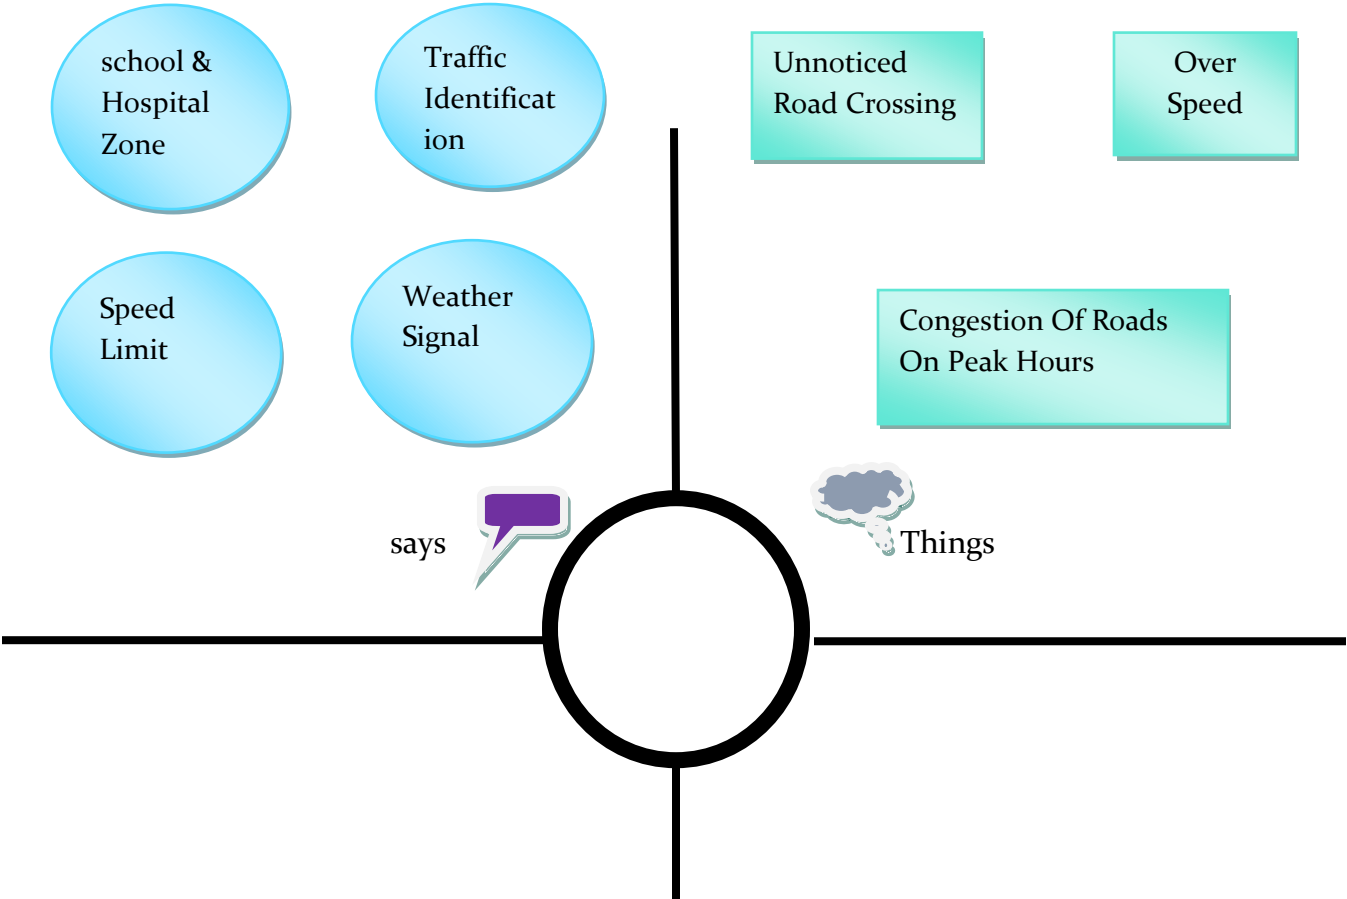 school &
Hospital
Zone
Traffic
Identificat
ion
Unnoticed
Road Crossing
Over
Speed
Speed
Limit
Weather
Signal
Congestion Of Roads
On Peak Hours
says
Things